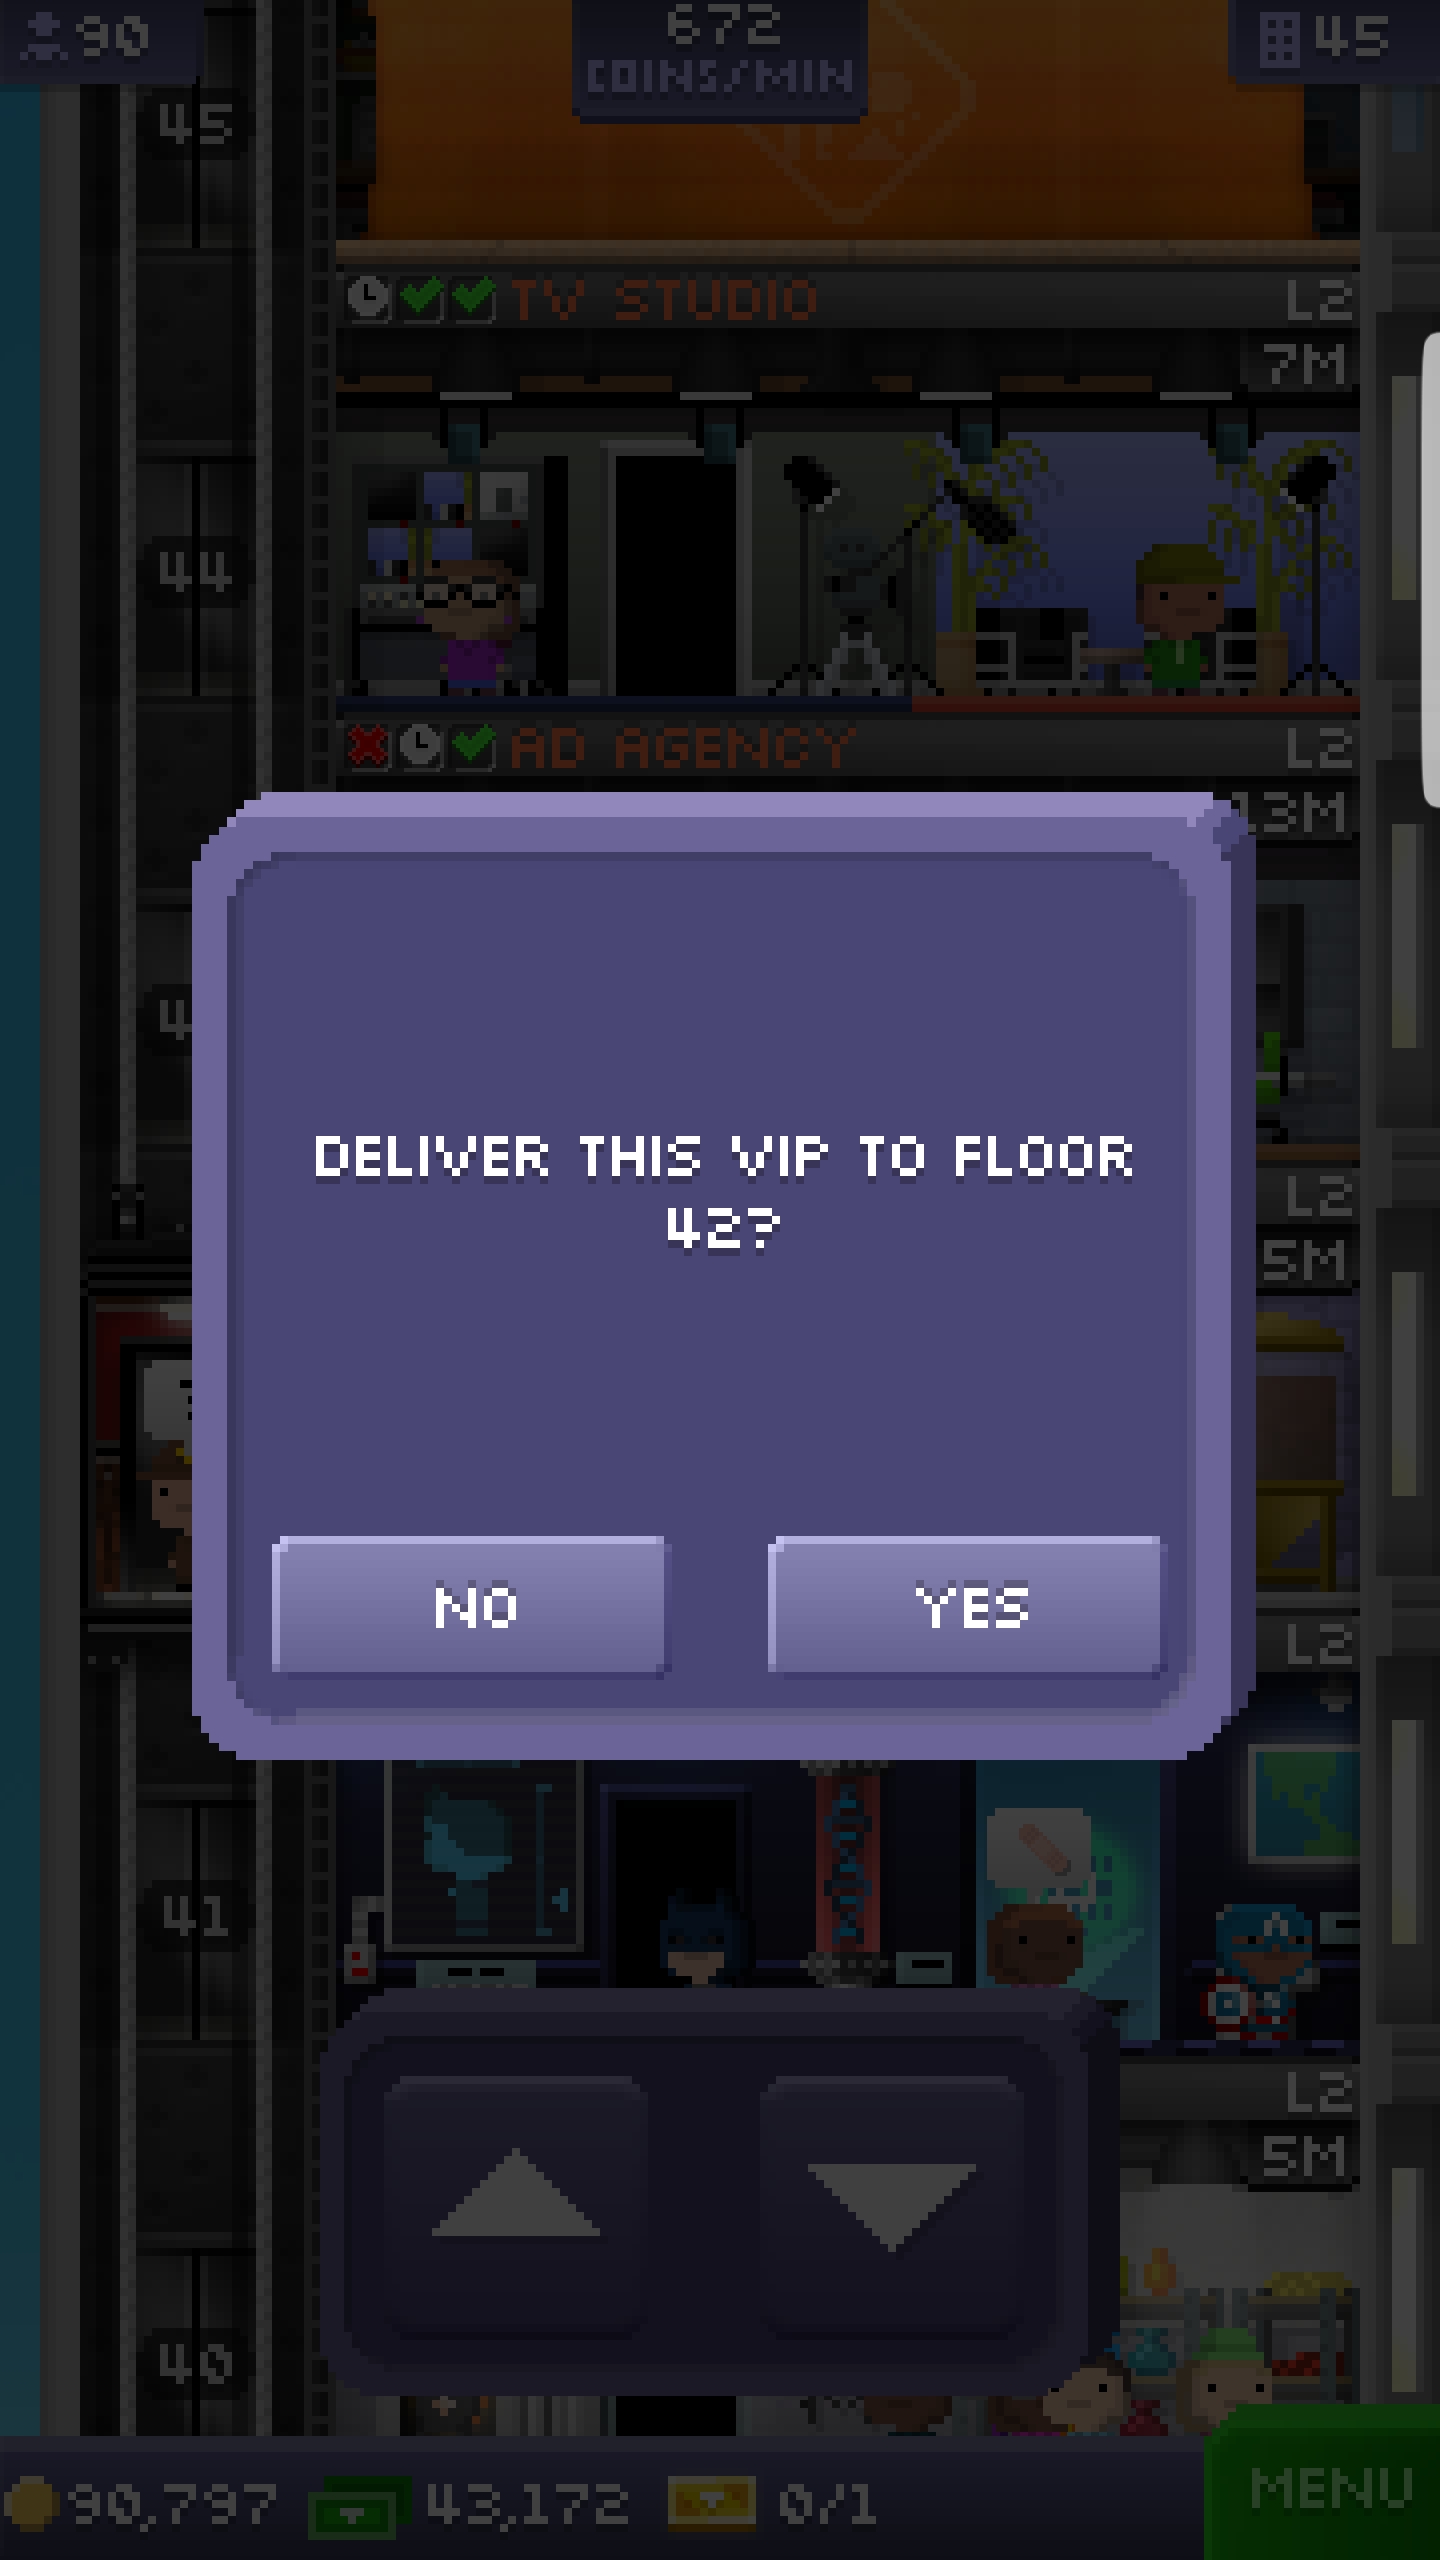 90
672
45
COINS/MIN
45
TV STUDIO
L2
7M
44
AD AGENCY
L2
13M
DELIVER THIS VIP TO FLOOR
42?
L2
5M
NO
YES
L2
41
L2
5M
40
90,797
43,172
0/1
MENU